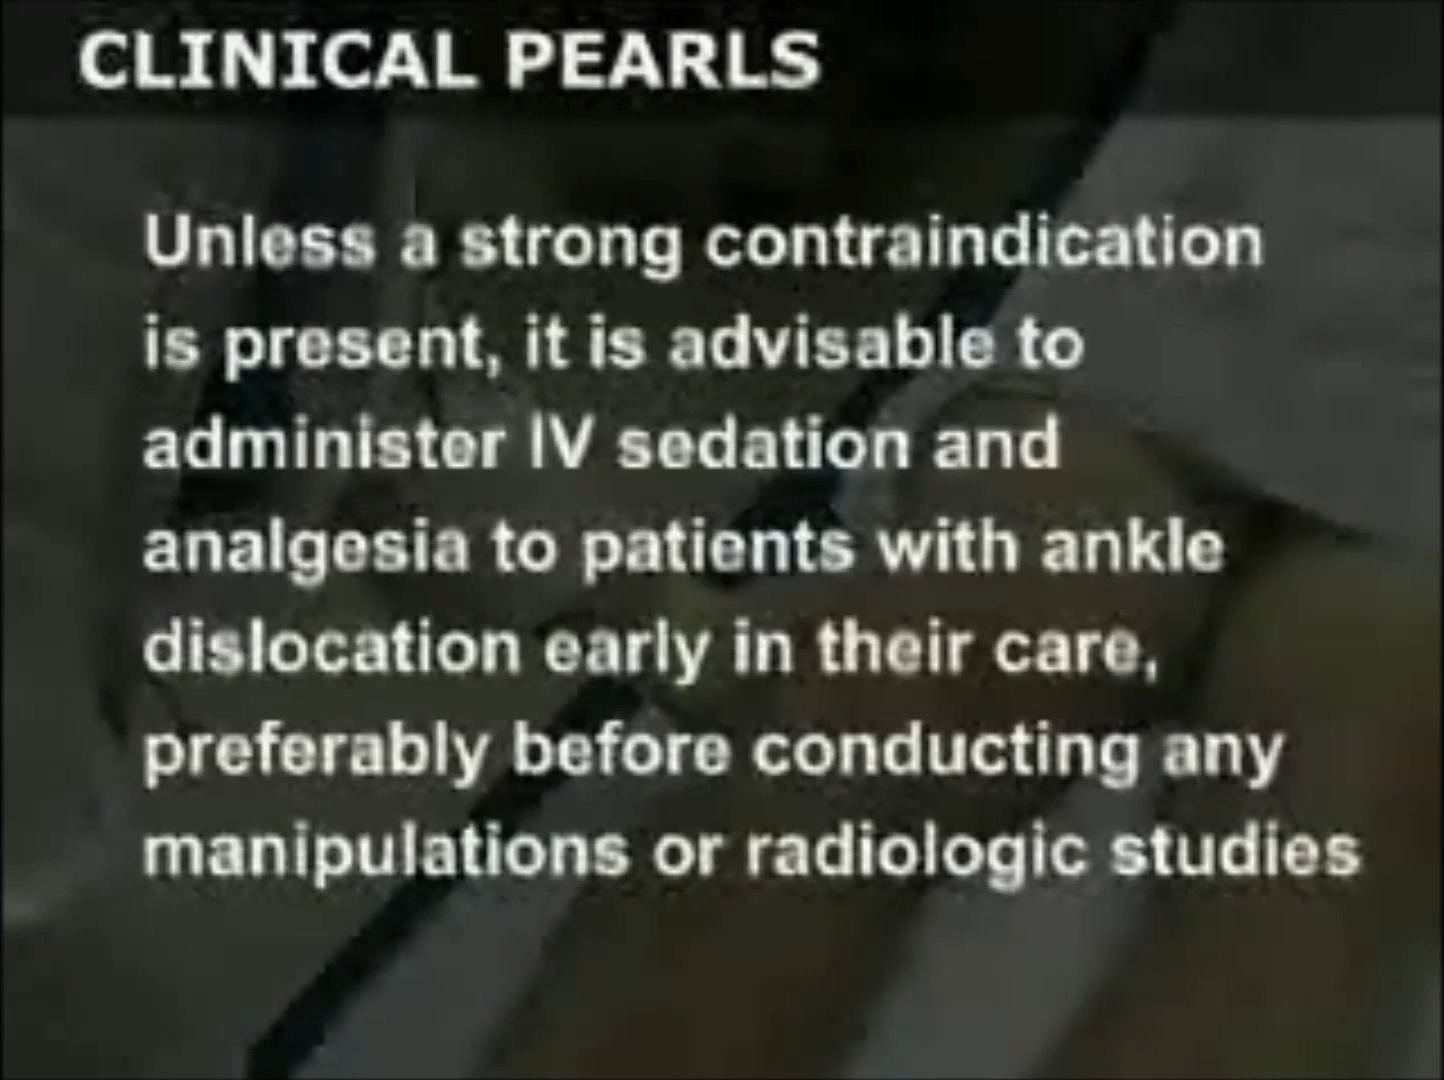 CLINICAL PEARLS
Unless a strong contraindication
is present, it is advisable to
administer IV sedation and
analgesia to patients with ankle
dislocation early in their care,
preferably before conducting any
manipulations or radiologic studies